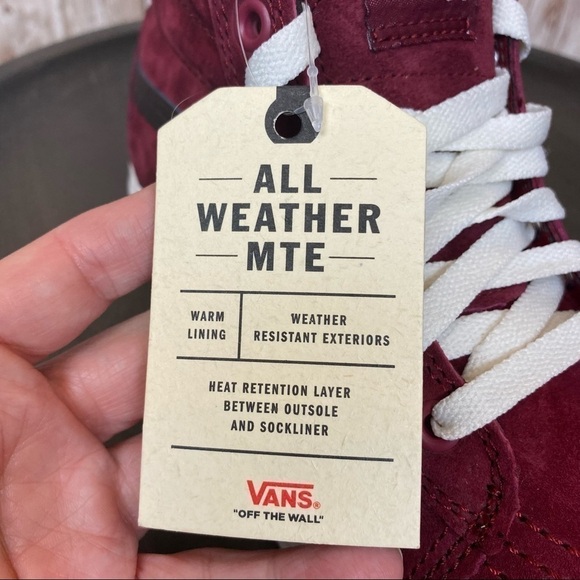 ALL
WEATHER
MTE
WARM
LINING
WEATHER
RESISTANT EXTERIORS
HEAT RETENTION LAYER
BETWEEN OUTSOLE
AND SOCKLINER
VANS®
"OFF THE WALL"